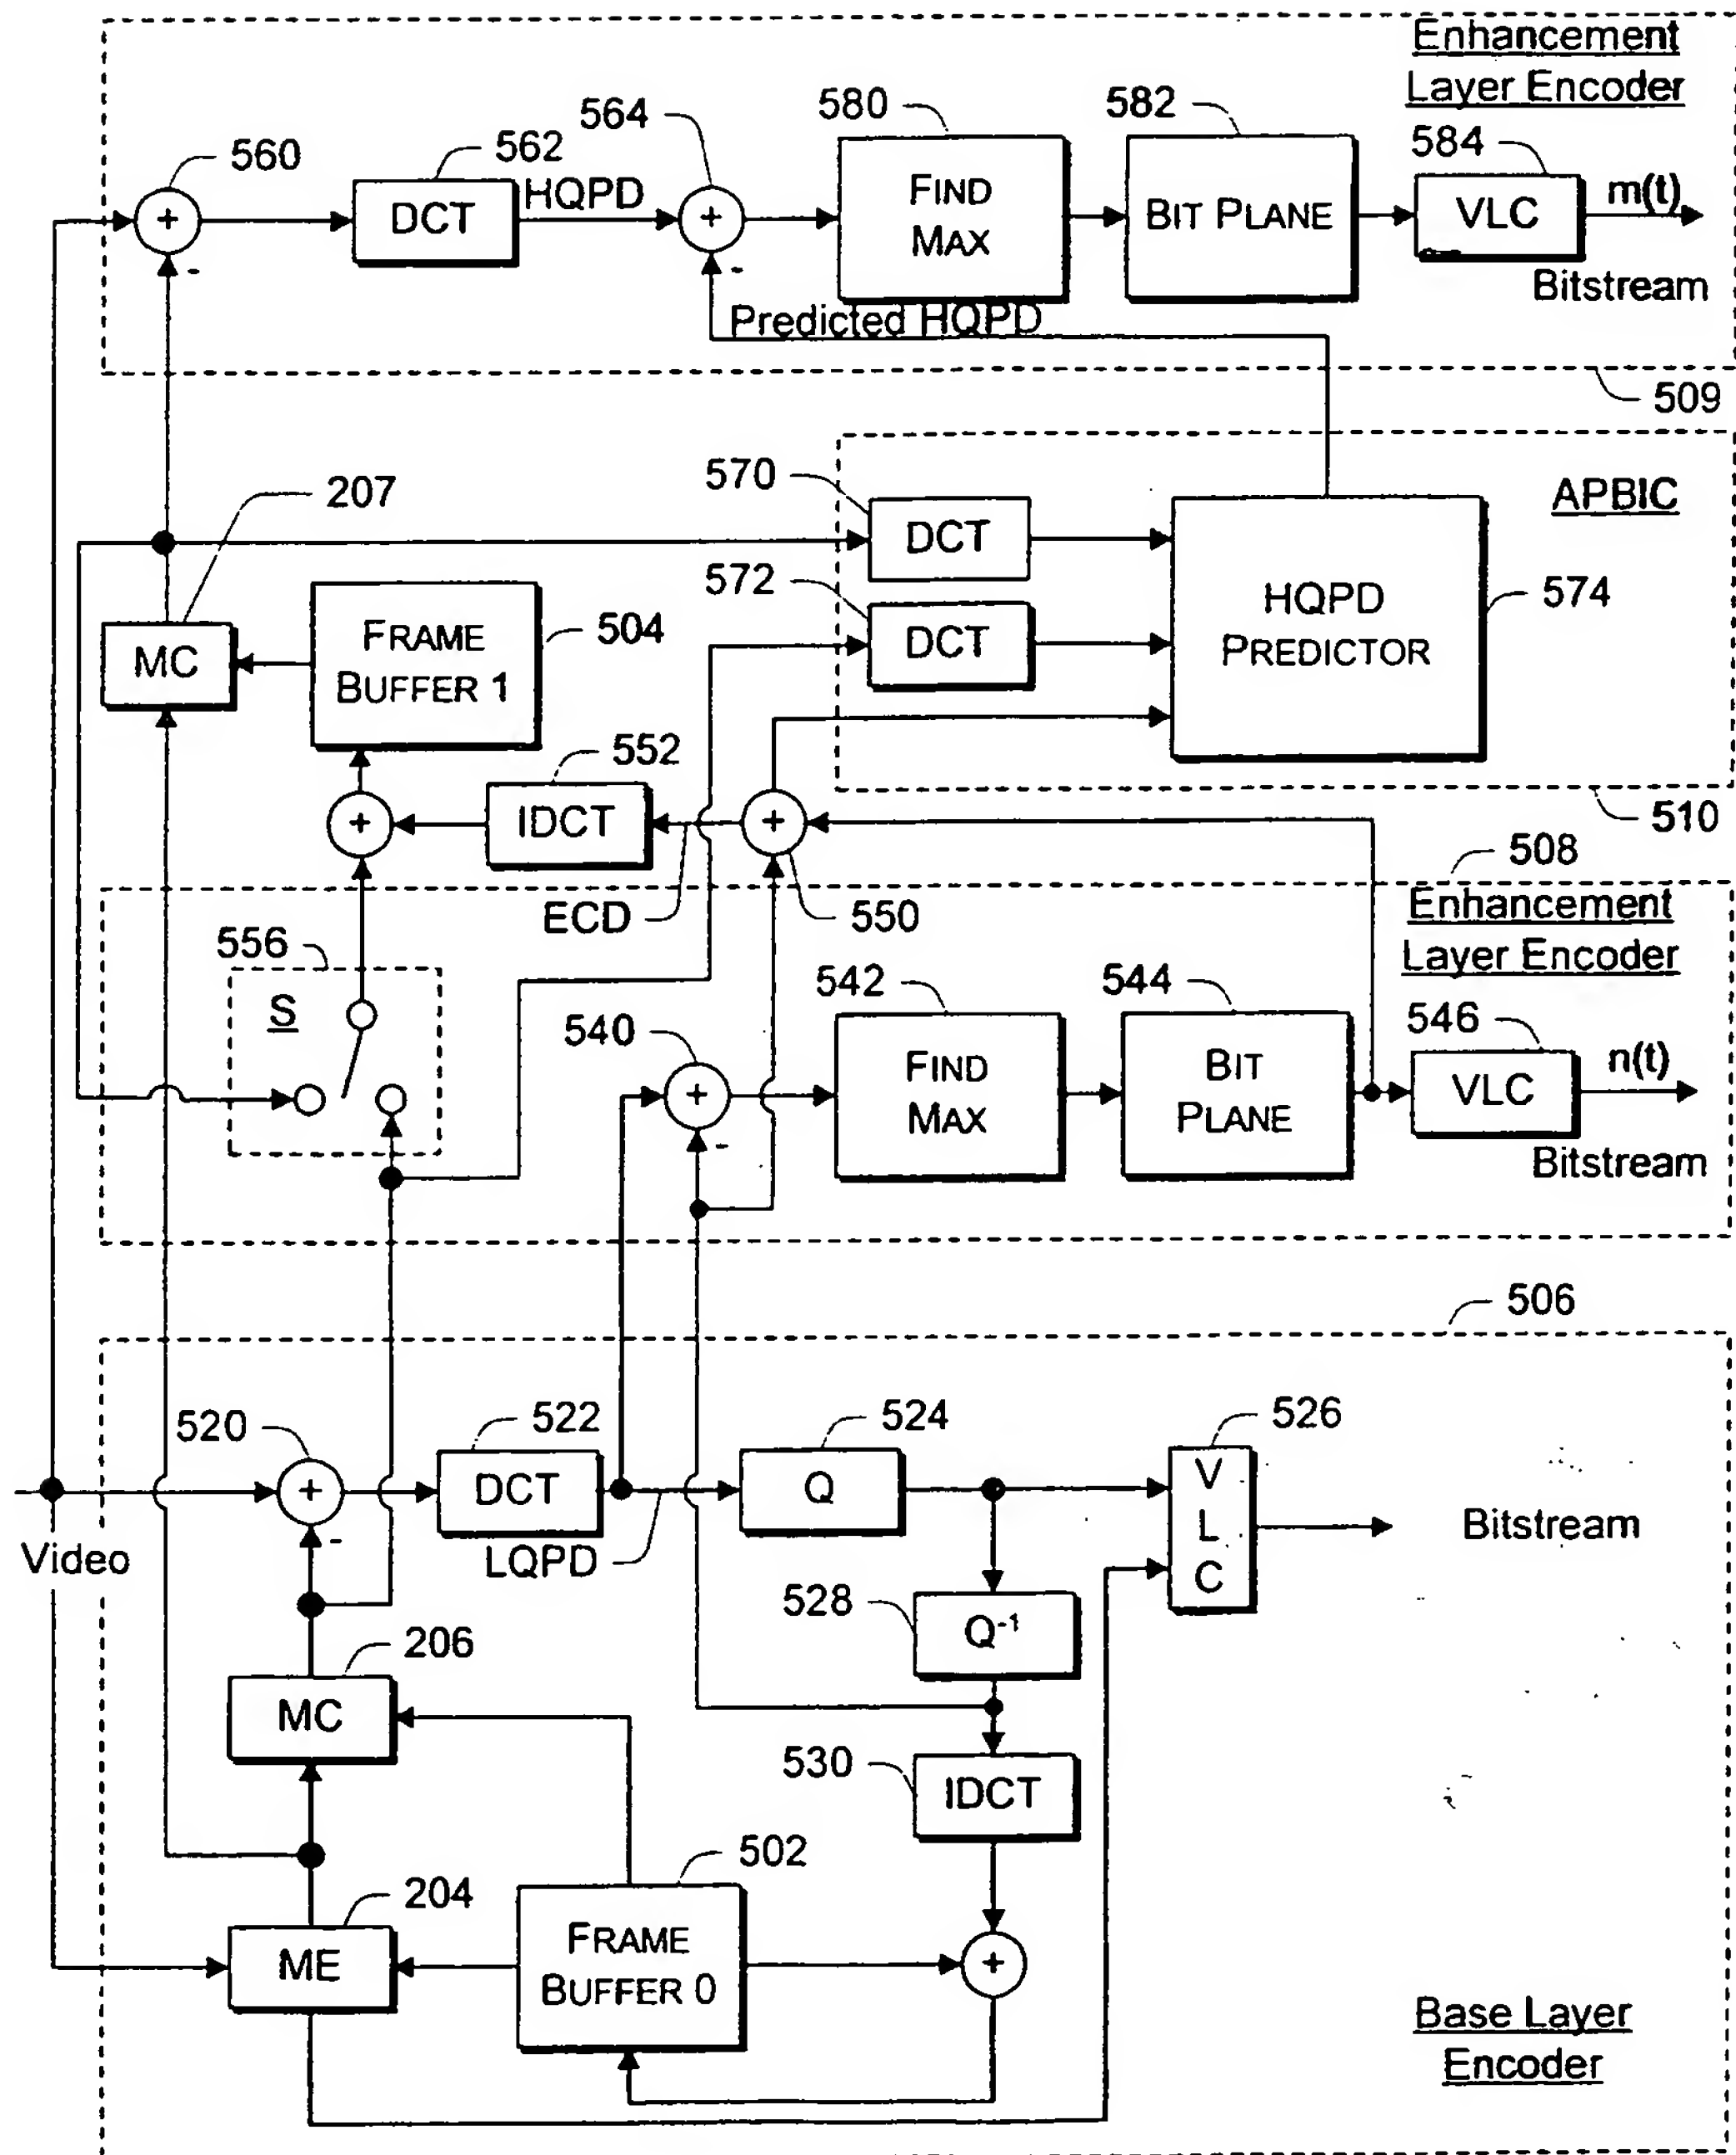 Enhancement
Layer Encoder
560
562
564
580
582
584
+
-
DCT
HQPD
+
-
FIND
MAX
BIT PLANE
VLC
m(t)
Bitstream
Predicted HQPD
509
207
570
APBIC
DCT
572
DCT
HQPD
PREDICTOR
574
MC
FRAME
BUFFER 1
504
552
+
IDCT
+
510
508
ECD
550
Enhancement
Layer Encoder
556
S
540
542
544
546
+
-
FIND
MAX
BIT
PLANE
VLC
n(t)
Bitstream
506
520
522
524
526
+
-
DCT
Q
V
L
C
Bitstream
Video
LQPD
528
Q-1
206
MC
530
IDCT
502
204
ME
FRAME
BUFFER 0
+
Base Layer
Encoder